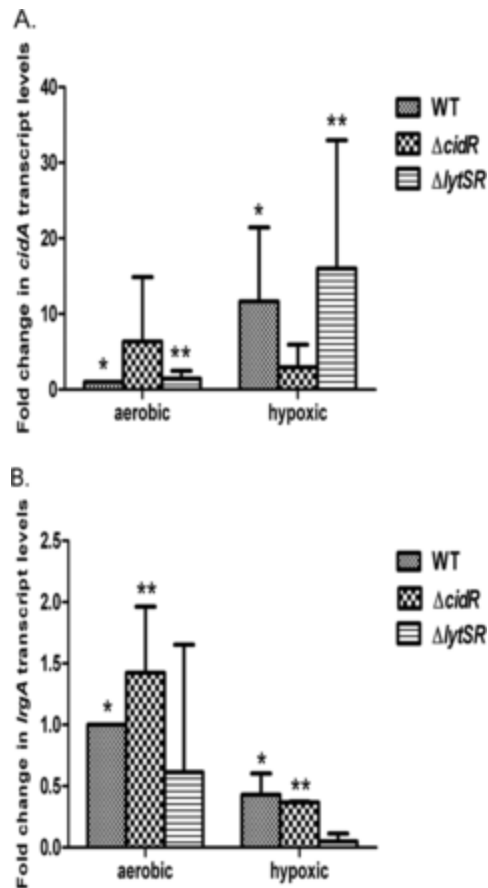 A.
Fold change in cidA transcript levels
40
30
20
10
0
*
**
*
**
aerobic
hypoxic
WT
ΔcidR
ΔlytSR
B.
Fold change in lrgA transcript levels
2.5
2.0
1.5
1.0
0.5
0.0
*
**
*
**
aerobic
hypoxic
WT
ΔcidR
ΔlytSR